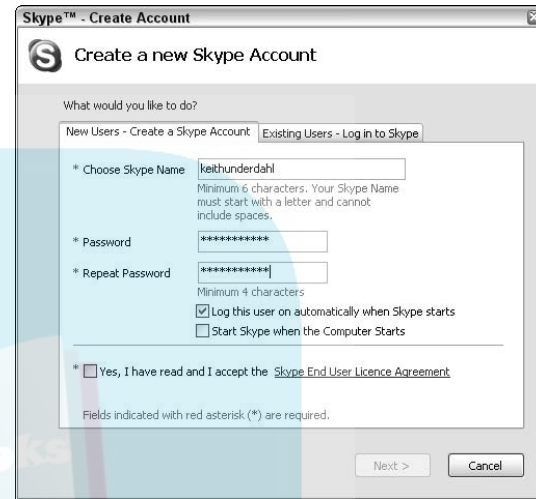 Skype™ - Create Account
S
Create a new Skype Account
What would you like to do?
New Users - Create a Skype Account
Existing Users - Log in to Skype
* Choose Skype Name
keithunderdahl
Minimum 6 characters. Your Skype Name
must start with a letter and cannot
include spaces.
* Password
***********
* Repeat Password
***********
Minimum 4 characters
Log this user on automatically when Skype starts
Start Skype when the Computer Starts
* Yes, I have read and I accept the Skype End User Licence Agreement
Fields indicated with red asterisk (*) are required.
Next >
Cancel